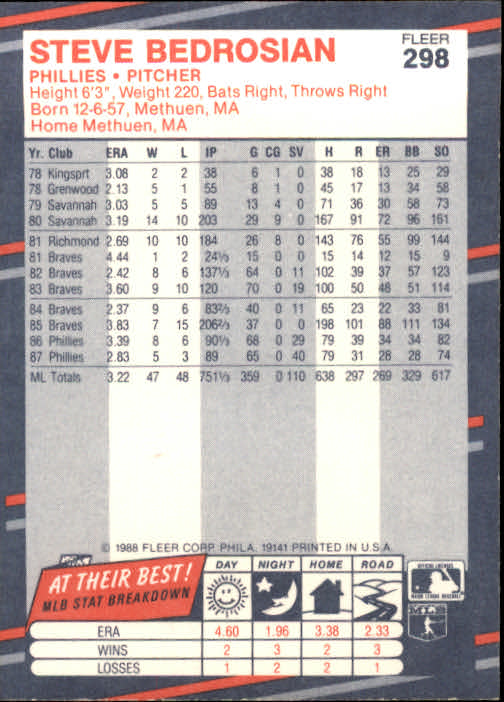 STEVE BEDROSIAN
FLEER
298
PHILLIES • PITCHER
Height 6'3", Weight 220, Bats Right, Throws Right
Born 12-6-57, Methuen, MA
Home Methuen, MA
Yr. Club ERA W L IP G CG SV H R ER BB SO
78 Kingsprt 3.08 2 2 38 6 1 0 38 18 13 25 29
78 Grenwood 2.13 5 1 55 8 1 0 45 17 13 34 58
79 Savannah 3.03 5 5 89 13 4 0 71 36 30 58 73
80 Savannah 3.19 14 10 203 29 9 0 167 91 72 96 161
81 Richmond 2.69 10 10 184 26 8 0 143 76 55 99 144
81 Braves 4.44 1 2 24⅓ 15 0 0 15 14 12 15 9
82 Braves 2.42 8 6 137⅔ 64 0 11 102 39 37 57 123
83 Braves 3.60 9 10 120 70 0 19 100 50 48 51 114
84 Braves 2.37 9 6 83⅔ 40 0 11 65 23 22 33 81
85 Braves 3.83 7 15 206⅔ 37 0 0 198 101 88 111 134
86 Phillies 3.39 8 6 90⅓ 68 0 29 79 39 34 34 82
87 Phillies 2.83 5 3 89 65 0 40 79 31 28 28 74
ML Totals 3.22 47 48 751⅓ 359 0 110 638 297 269 329 617
© 1988 FLEER CORP. PHILA. 19141 PRINTED IN U.S.A.
AT THEIR BEST!
MLB STAT BREAKDOWN
DAY NIGHT HOME ROAD
ERA 4.60 1.96 3.38 2.33
WINS 2 3 2 3
LOSSES 1 2 2 1
OFFICIAL LICENSEE
MAJOR LEAGUE BASEBALL